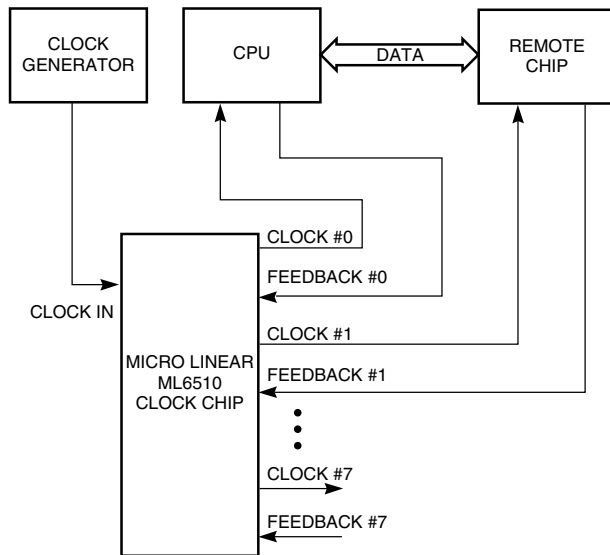 CLOCK
GENERATOR
CPU
DATA
REMOTE
CHIP
CLOCK #0
FEEDBACK #0
CLOCK IN
CLOCK #1
MICRO LINEAR
ML6510
CLOCK CHIP
FEEDBACK #1
CLOCK #7
FEEDBACK #7